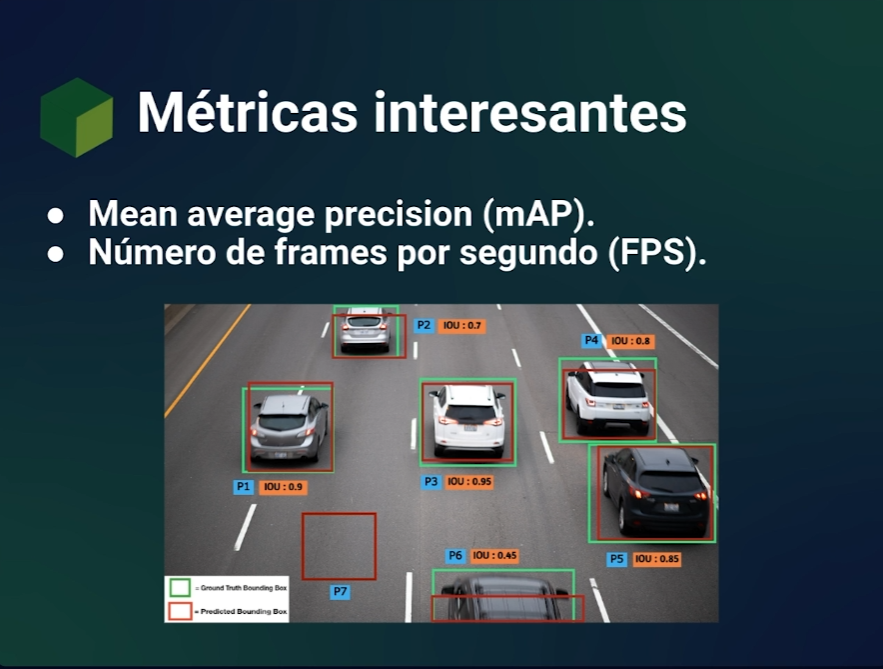 Métricas interesantes
● Mean average precision (mAP).
● Número de frames por segundo (FPS).
P2 IOU : 0.7
P4 IOU : 0.8
P1 IOU : 0.9
P3 IOU : 0.95
P6 IOU : 0.45
P5 IOU : 0.85
P7
= Ground Truth Bounding Box
= Predicted Bounding Box